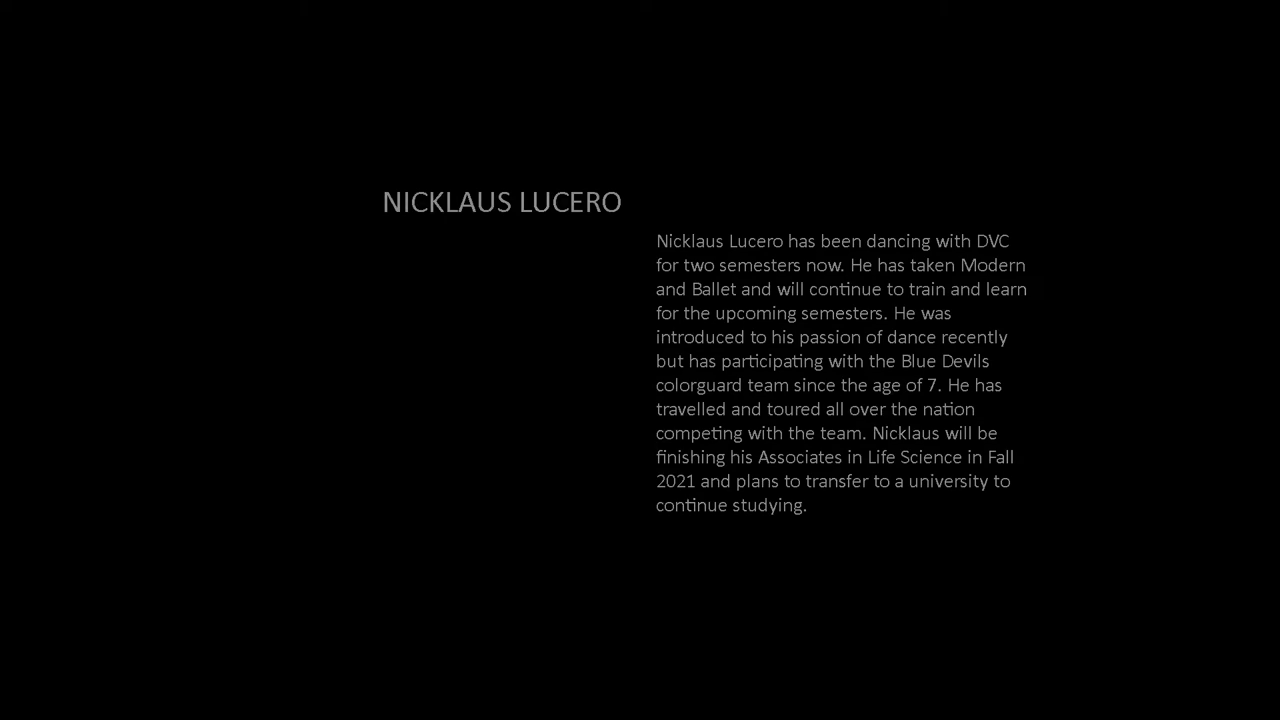 NICKLAUS LUCERO
Nicklaus Lucero has been dancing with DVC
for two semesters now. He has taken Modern
and Ballet and will continue to train and learn
for the upcoming semesters. He was
introduced to his passion of dance recently
but has participating with the Blue Devils
colorguard team since the age of 7. He has
travelled and toured all over the nation
competing with the team. Nicklaus will be
finishing his Associates in Life Science in Fall
2021 and plans to transfer to a university to
continue studying.